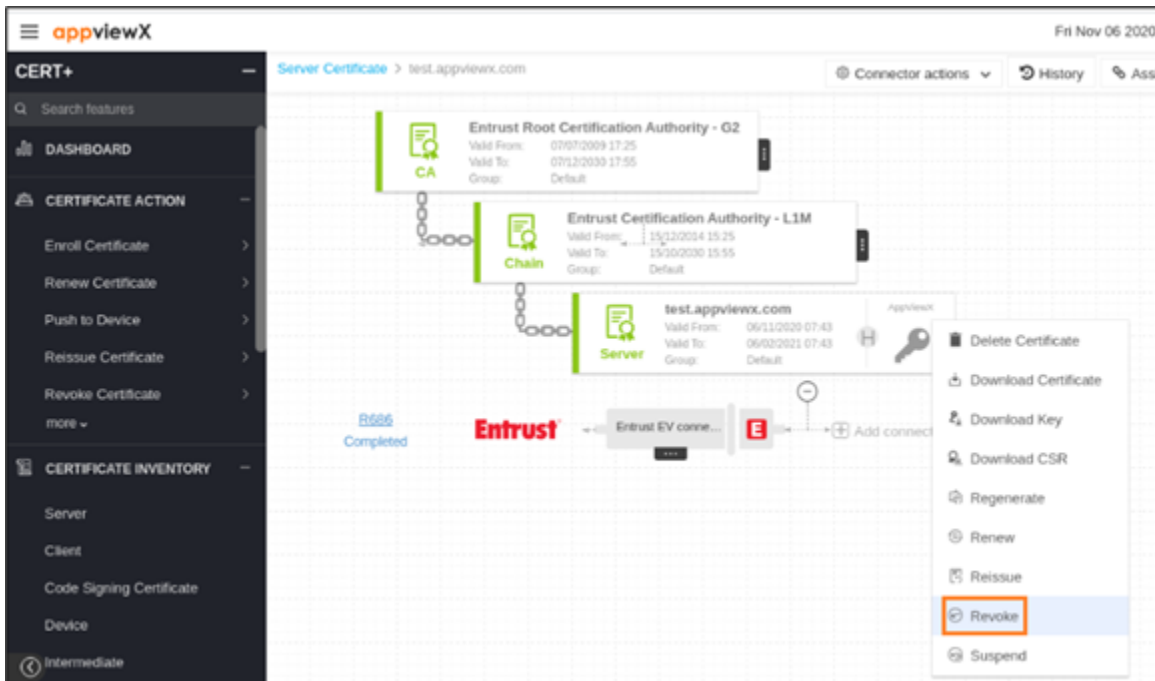 appviewX
Fri Nov 06 2020
CERT+
Server Certificate > test.appviewx.com
Connector actions
History
Ass
Search features
DASHBOARD
CERTIFICATE ACTION
Enroll Certificate
Renew Certificate
Push to Device
Reissue Certificate
Revoke Certificate
more
CERTIFICATE INVENTORY
Server
Client
Code Signing Certificate
Device
Intermediate
CA
Entrust Root Certification Authority - G2
Valid From: 07/07/2009 17:25
Valid To: 07/12/2030 17:55
Group: Default
Chain
Entrust Certification Authority - L1M
Valid From: 15/12/2014 15:25
Valid To: 15/10/2030 15:55
Group: Default
Server
test.appviewx.com
Valid From: 06/11/2020 07:43
Valid To: 06/02/2021 07:43
Group: Default
H
AppViewX
R686
Completed
Entrust
Entrust EV conne...
E
Add connect
Delete Certificate
Download Certificate
Download Key
Download CSR
Regenerate
Renew
Reissue
Revoke
Suspend